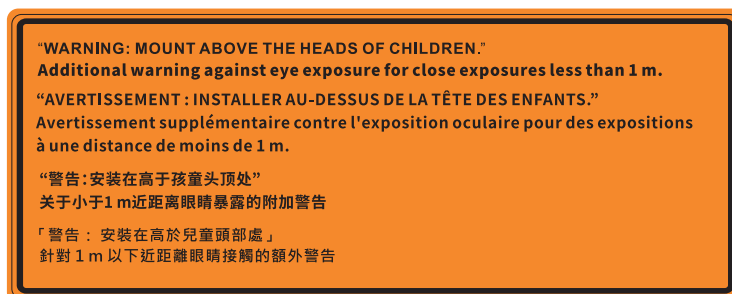 “WARNING: MOUNT ABOVE THE HEADS OF CHILDREN.”
Additional warning against eye exposure for close exposures less than 1 m.
“AVERTISSEMENT : INSTALLER AU-DESSUS DE LA TÊTE DES ENFANTS.”
Avertissement supplémentaire contre l'exposition oculaire pour des expositions
à une distance de moins de 1 m.
“警告:安装在高于孩童头顶处”
关于小于1 m近距离眼睛暴露的附加警告
「警告： 安裝在高於兒童頭部處」
針對 1 m 以下近距離眼睛接觸的額外警告